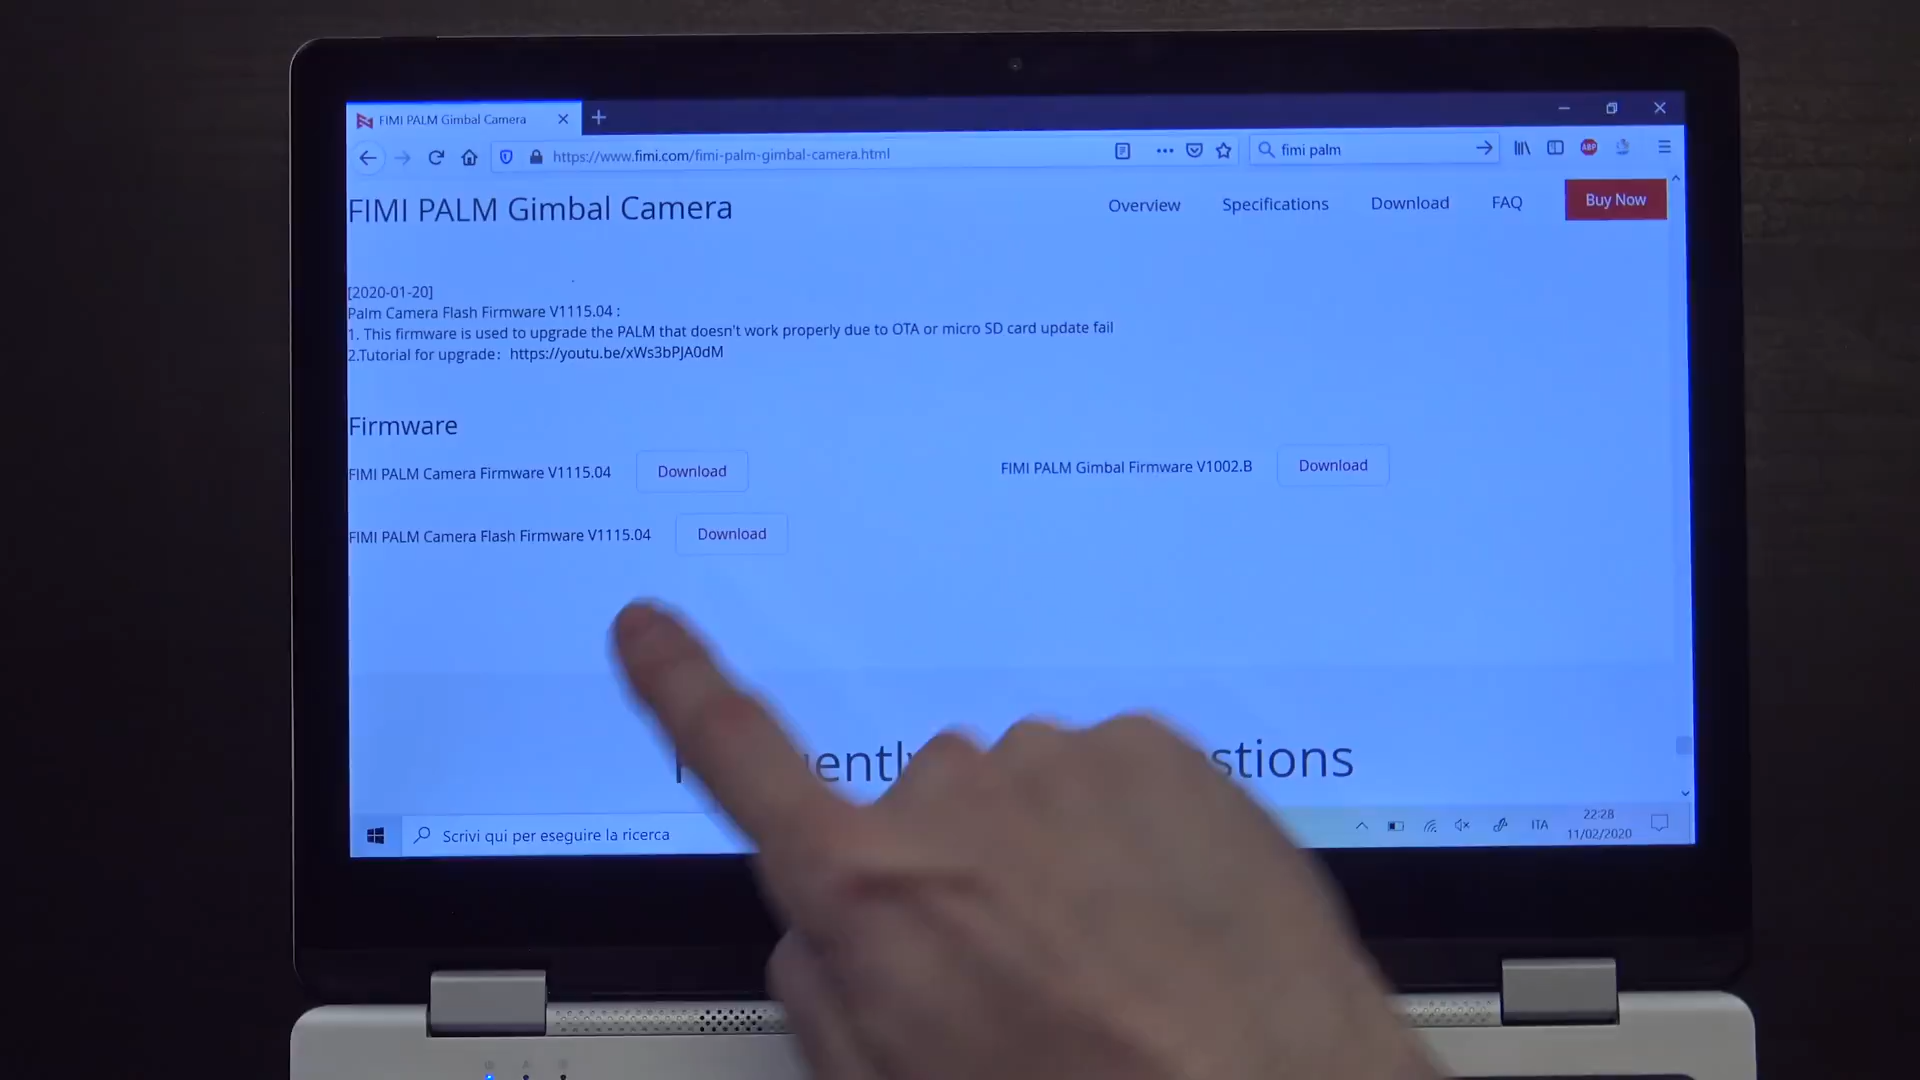 FIMI PALM Gimbal Camera
https://www.fimi.com/fimi-palm-gimbal-camera.html
fimi palm
ABP
FIMI PALM Gimbal Camera
Overview
Specifications
Download
FAQ
Buy Now
[2020-01-20]
Palm Camera Flash Firmware V1115.04 :
1. This firmware is used to upgrade the PALM that doesn't work properly due to OTA or micro SD card update fail
2.Tutorial for upgrade: https://youtu.be/xWs3bPJA0dM
Firmware
FIMI PALM Camera Firmware V1115.04 Download
FIMI PALM Gimbal Firmware V1002.B Download
FIMI PALM Camera Flash Firmware V1115.04 Download
Scrivi qui per eseguire la ricerca
ITA
22:28
11/02/2020